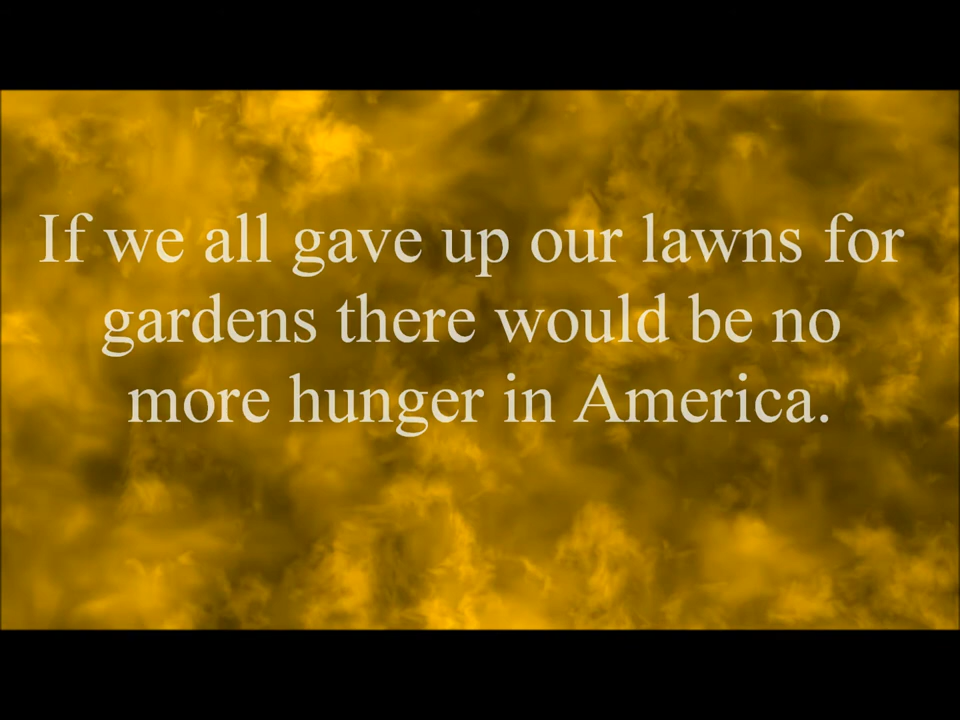 If we all gave up our lawns for
gardens there would be no
more hunger in America.